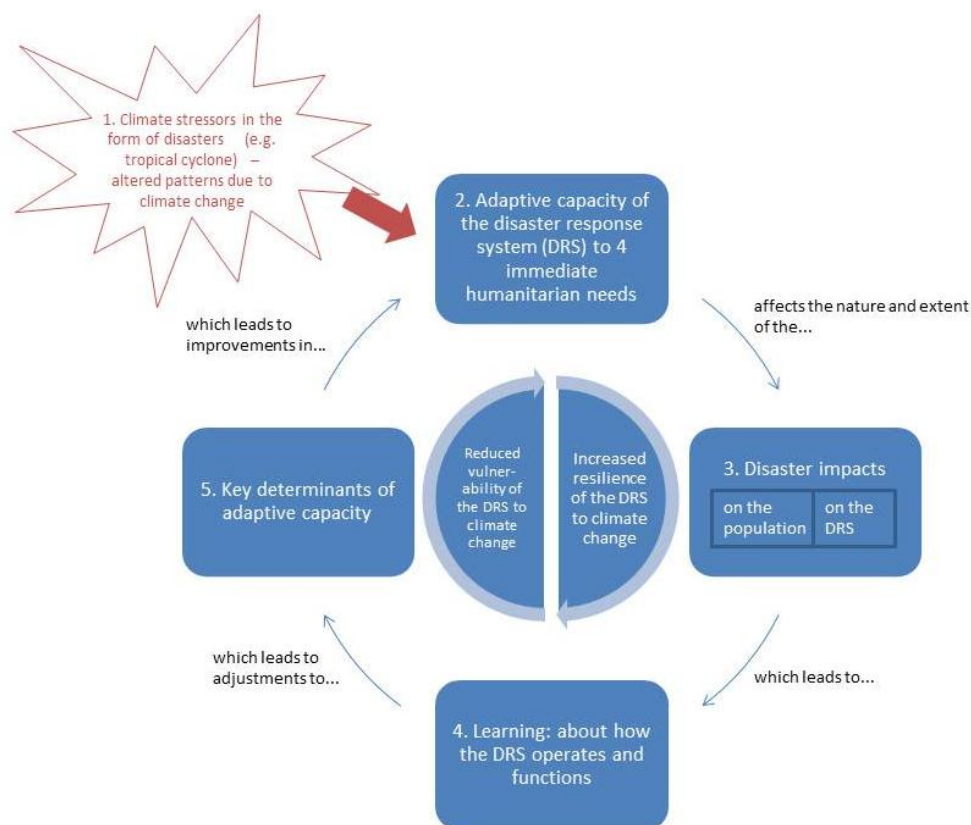 1. Climate stressors in the
form of disasters (e.g.
tropical cyclone) –
altered patterns due to
climate change
2. Adaptive capacity of
the disaster response
system (DRS) to 4
immediate
humanitarian needs
which leads to
improvements in...
affects the nature and extent
of the...
5. Key determinants of
adaptive capacity
Reduced
vulner-
ability of
the DRS to
climate
change
Increased
resilience
of the DRS
to climate
change
3. Disaster impacts
on the
population
on the
DRS
which leads to
adjustments to...
which leads to...
4. Learning: about how
the DRS operates and
functions